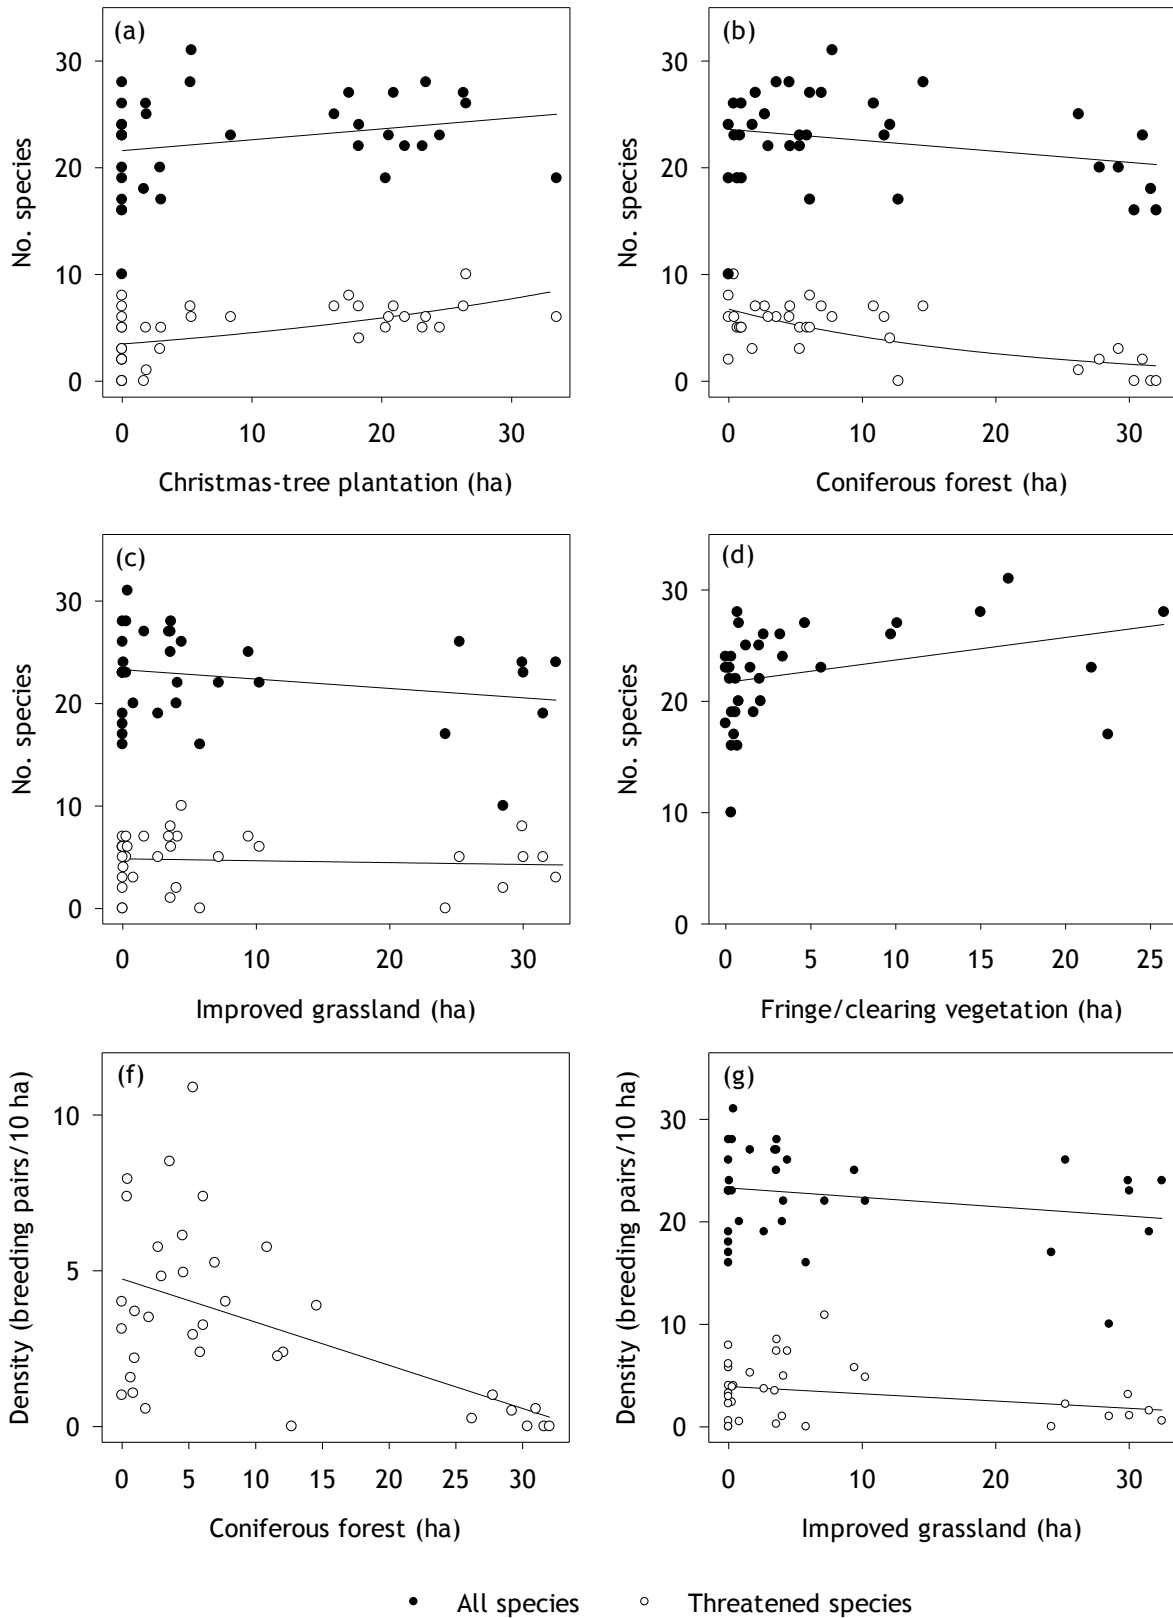 (a)
30
20
10
0
No. species
0 10 20 30
Christmas-tree plantation (ha)
(b)
30
20
10
0
No. species
0 10 20 30
Coniferous forest (ha)
(c)
30
20
10
0
No. species
0 10 20 30
Improved grassland (ha)
(d)
30
20
10
0
No. species
0 5 10 15 20 25
Fringe/clearing vegetation (ha)
(f)
10
5
0
Density (breeding pairs/10 ha)
0 5 10 15 20 25 30
Coniferous forest (ha)
(g)
30
20
10
0
Density (breeding pairs/10 ha)
0 10 20 30
Improved grassland (ha)
All species
Threatened species